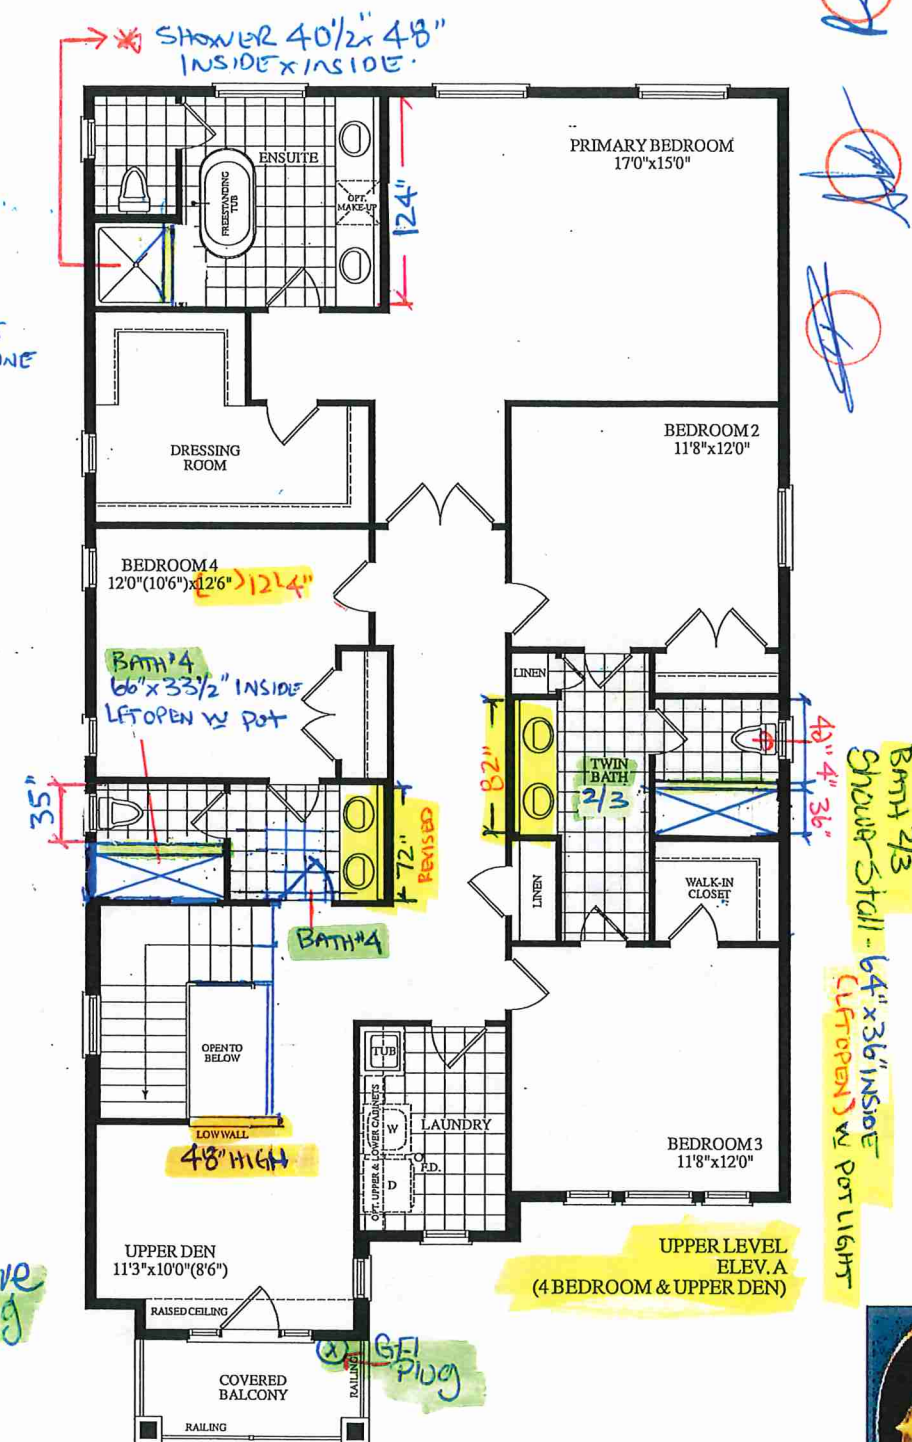 SHOWER 40½"x 48"
INSIDE x INSIDE.
ENSUITE
FREESTANDING
TUB
OPT.
MAKE-UP
124"
PRIMARY BEDROOM
17'0"x15'0"
DRESSING
ROOM
BEDROOM 2
11'8"x12'0"
BEDROOM 4
12'0"(10'6")x12'6" 12'4"
BATH #4
66"x33½" INSIDE
LFT OPEN W POT
LINEN
82"
TWIN
BATH
2/3
40" 4" 36"
35"
72"
REVISED
BATH #4
LINEN
WALK-IN
CLOSET
BATH 2/3
Shower Stall - 64"x36" INSIDE
(LFT OPEN) W POT LIGHT
OPEN TO
BELOW
LOW WALL
48" HIGH
TUB
OPT. UPPER & LOWER CABINETS
W
D
LAUNDRY
F.D.
BEDROOM 3
11'8"x12'0"
UPPER DEN
11'3"x10'0"(8'6")
RAISED CEILING
UPPER LEVEL
ELEV. A
(4 BEDROOM & UPPER DEN)
GFI
Plug
COVERED
BALCONY
RAILING
RAILING